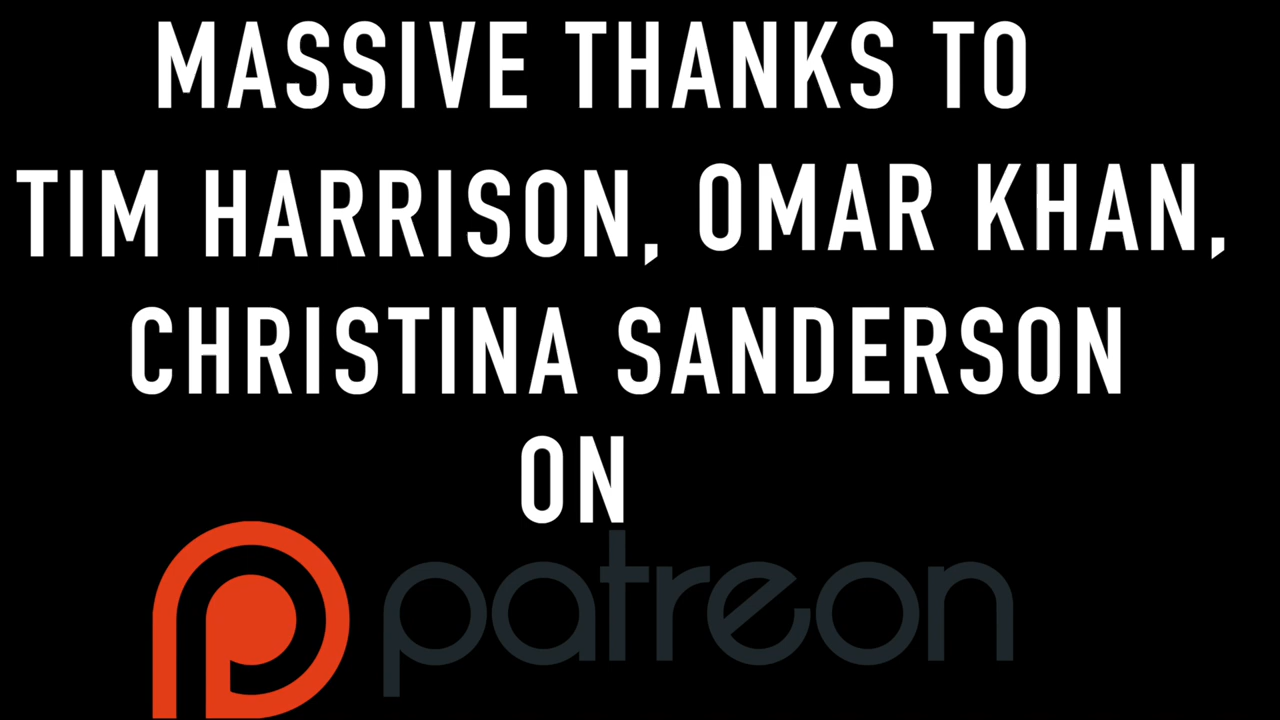 MASSIVE THANKS TO
TIM HARRISON, OMAR KHAN,
CHRISTINA SANDERSON
ON
patreon